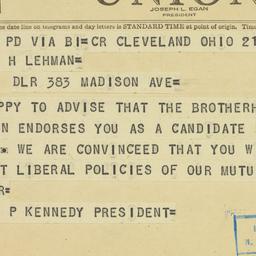 JOSEPH L. EGAN
PRESIDENT
date line on telegrams and day letters is STANDARD TIME at point of origin.
PD VIA BI=CR CLEVELAND OHIO 21
H LEHMAN=
DLR 383 MADISON AVE=
PPY TO ADVISE THAT THE BROTHERH
N ENDORSES YOU AS A CANDIDATE
WE ARE CONVINCED THAT YOU W
T LIBERAL POLICIES OF OUR MUTU
R=
P KENNEDY PRESIDENT=